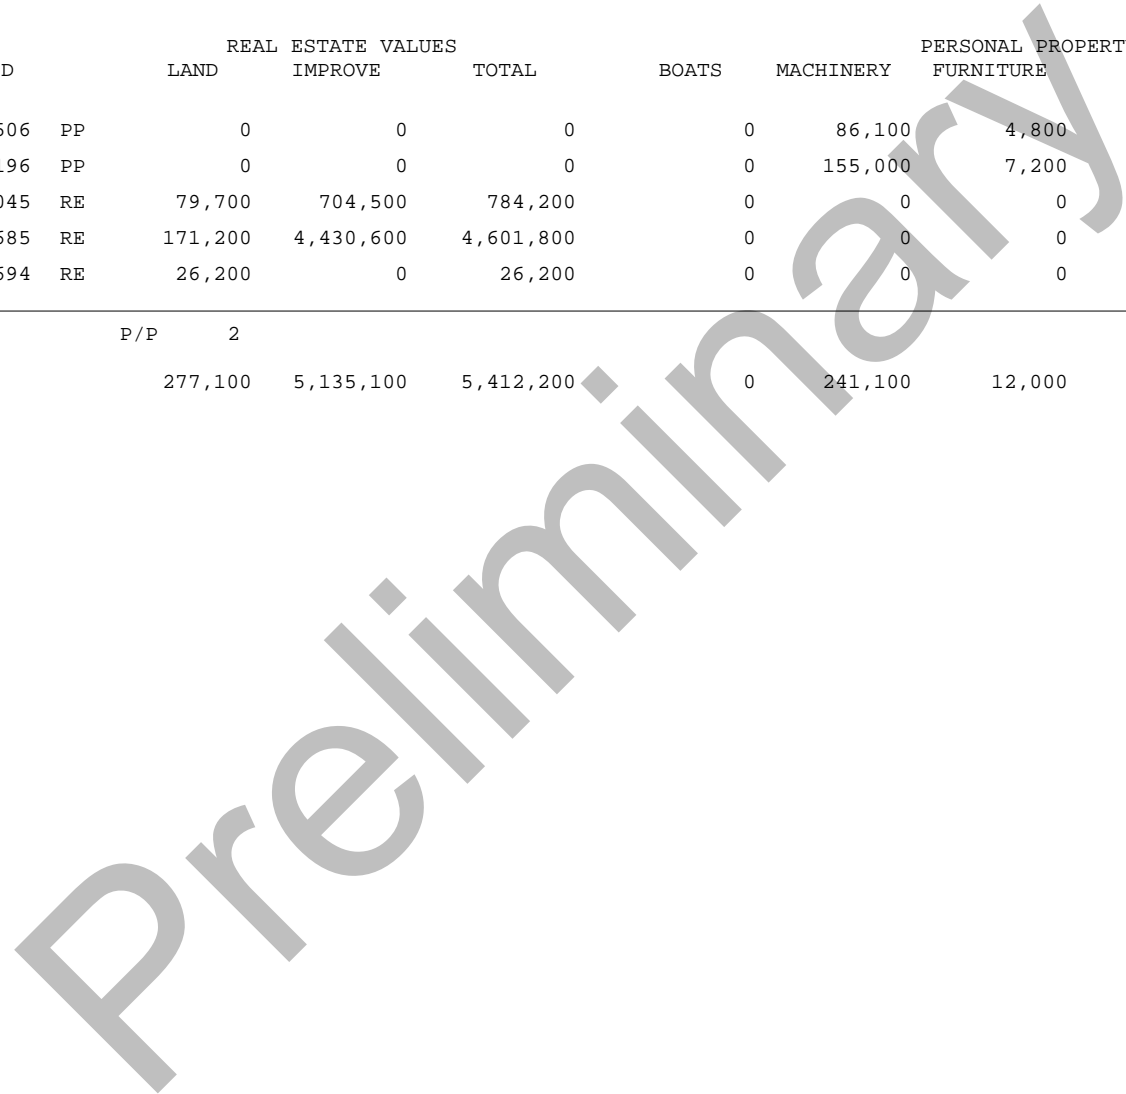 REAL ESTATE VALUES PERSONAL PROPERT
D LAND IMPROVE TOTAL BOATS MACHINERY FURNITURE
506 PP 0 0 0 0 86,100 4,800
196 PP 0 0 0 0 155,000 7,200
045 RE 79,700 704,500 784,200 0 0 0
585 RE 171,200 4,430,600 4,601,800 0 0 0
594 RE 26,200 0 26,200 0 0 0
P/P 2
277,100 5,135,100 5,412,200 0 241,100 12,000
Preliminary